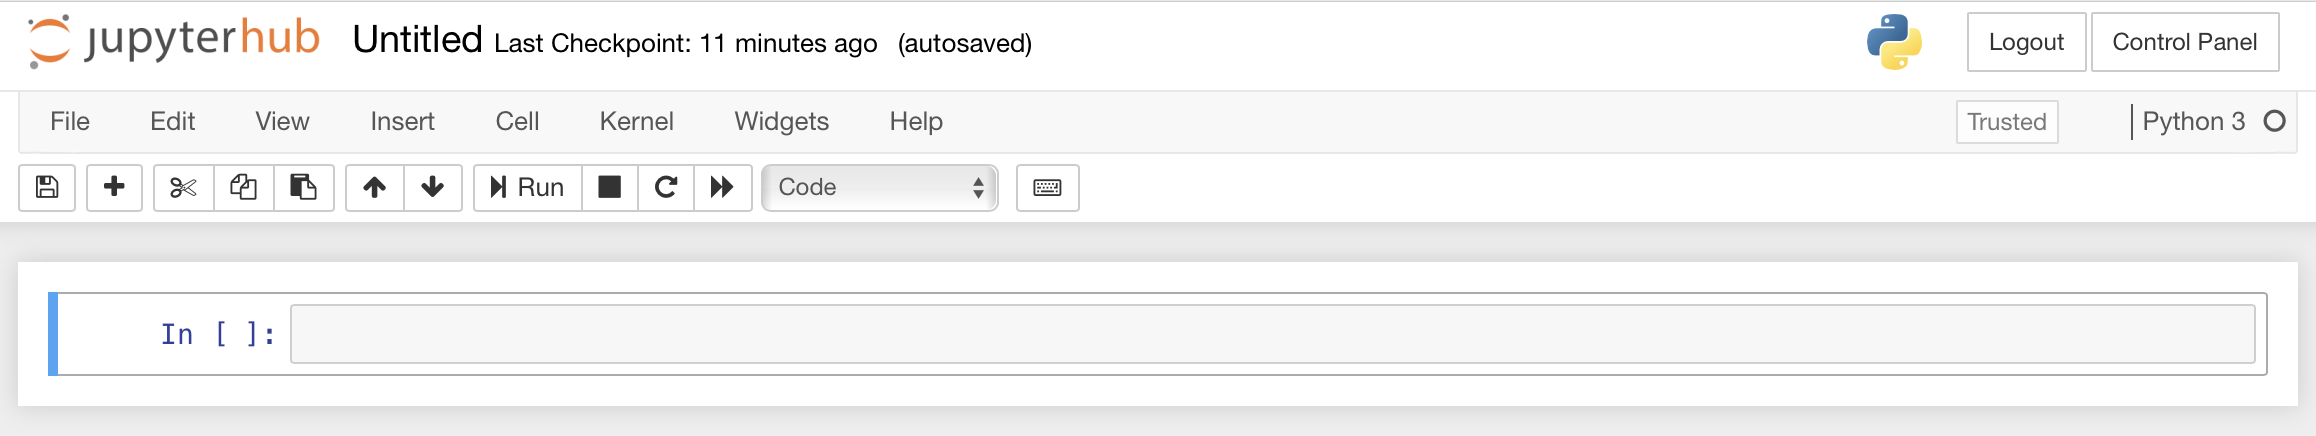 jupyterhub Untitled Last Checkpoint: 11 minutes ago (autosaved) Logout Control Panel
File Edit View Insert Cell Kernel Widgets Help Trusted Python 3
Run Code
In [ ]: